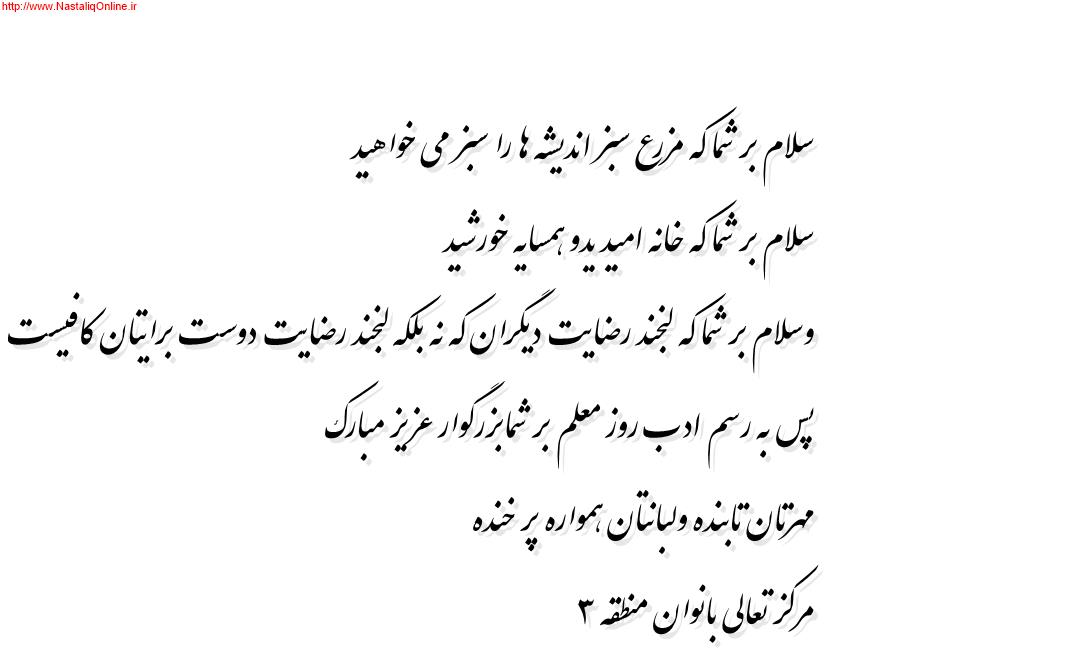 http://www.NastaliqOnline.ir
سلام بر شما که مزرع سبز اندیشه ها را سبز می خواهید
سلام بر شما که خانه امید یدو همسایه خورشید
وسلام بر شما که لبخند رضایت دیگران که نه بلکه لبخند رضایت دوست برایتان کافیست
پس به رسم ادب روز معلم بر شما بزرگوار عزیز مبارک
مهرتان تابنده ولبانتان همواره پر خنده
مرکز تعالی بانوان منطقه ۳